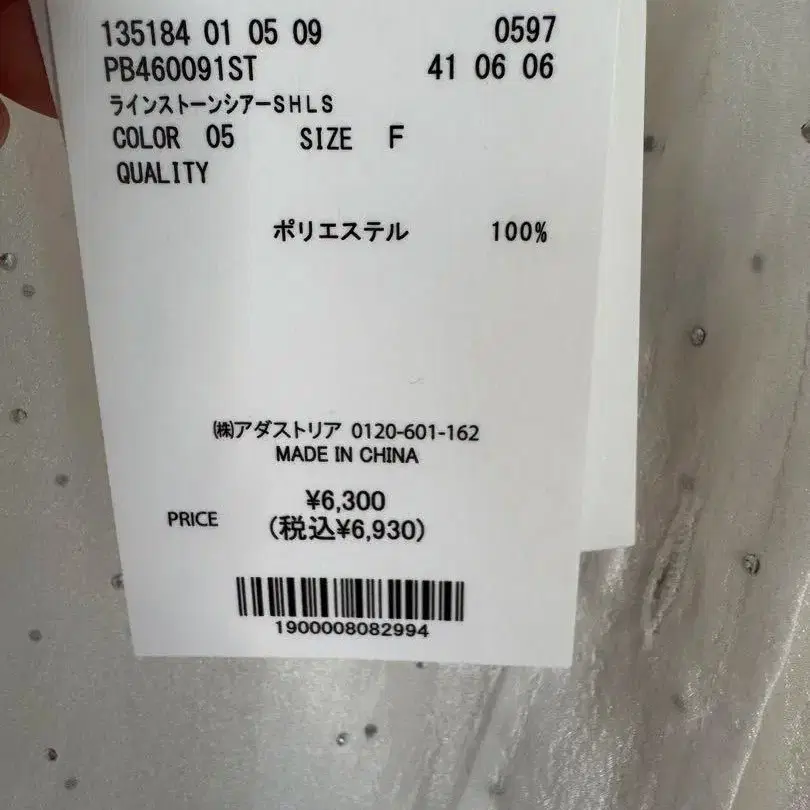 135184 01 05 09 0597
PB460091ST 41 06 06
ラインストーンシアーSHLS
COLOR 05 SIZE F
QUALITY
ポリエステル 100%
㈱アダストリア 0120-601-162
MADE IN CHINA
¥6,300
PRICE (税込¥6,930)
1900008082994